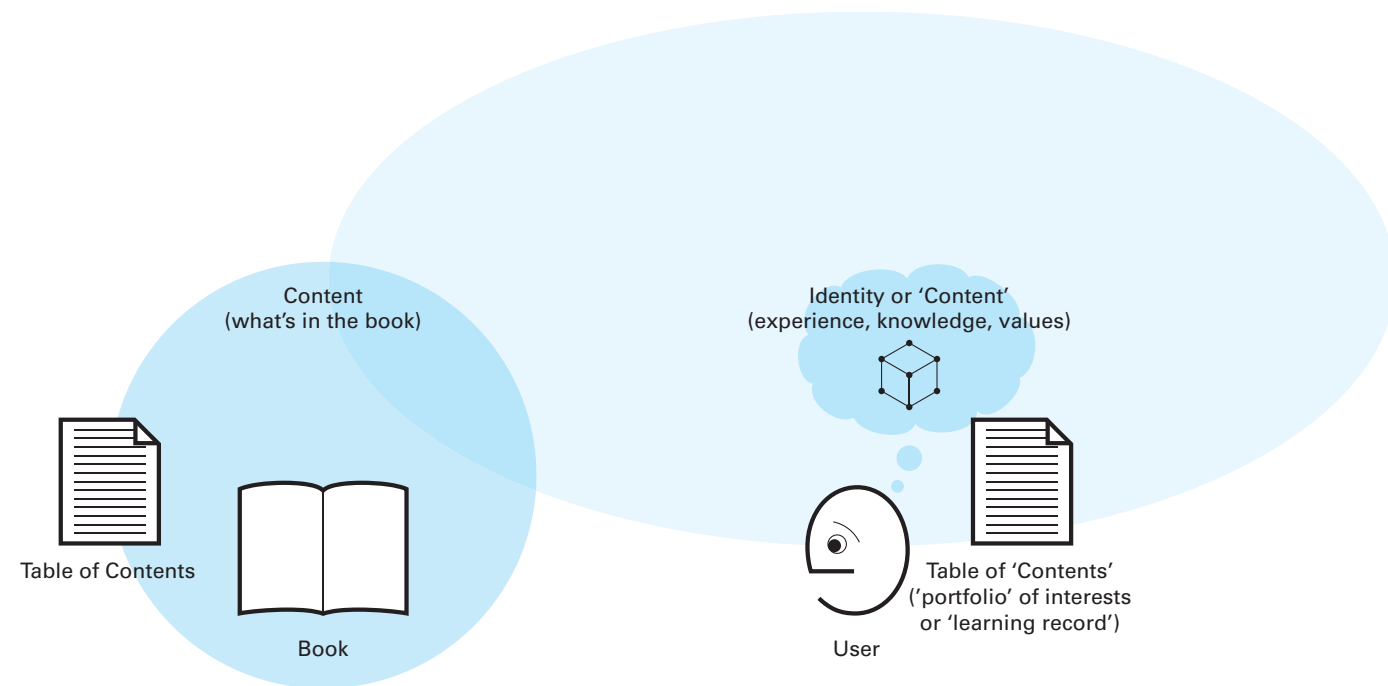 Content
(what's in the book)
Identity or ‘Content’
(experience, knowledge, values)
Table of Contents
Book
User
Table of ‘Contents’
(’portfolio’ of interests
or ‘learning record’)